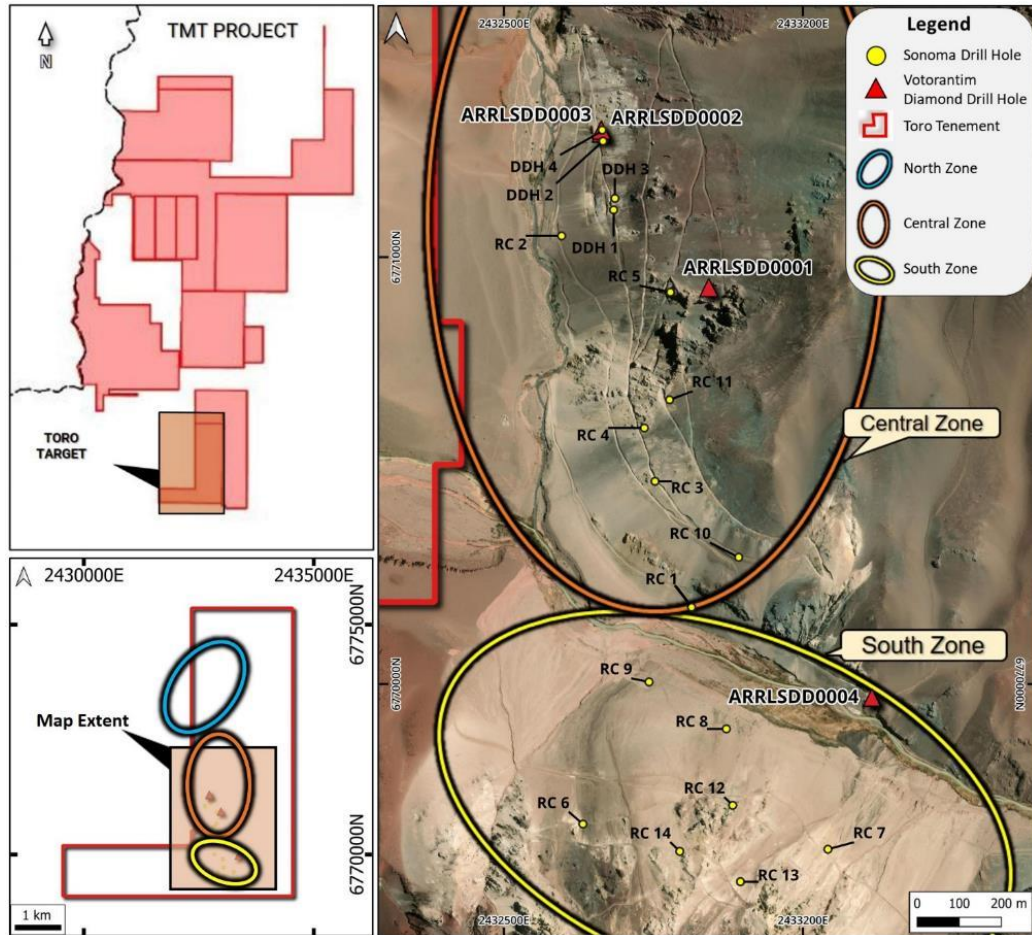 TMT PROJECT
N
TORO
TARGET
2430000E
2435000E
6775000N
6770000N
Map Extent
1 km
2432500E
2433200E
Legend
Sonoma Drill Hole
Votorantim
Diamond Drill Hole
Toro Tenement
North Zone
Central Zone
South Zone
ARRLSDD0003
ARRLSDD0002
DDH 4
DDH 3
DDH 2
RC 2
DDH 1
6771000N
RC 5
ARRLSDD0001
RC 11
RC 4
Central Zone
RC 3
RC 10
RC 1
South Zone
RC 9
ARRLSDD0004
6770000N
6770000N
RC 8
RC 12
RC 6
RC 14
RC 7
RC 13
0 100 200 m
2432500E
2433200E